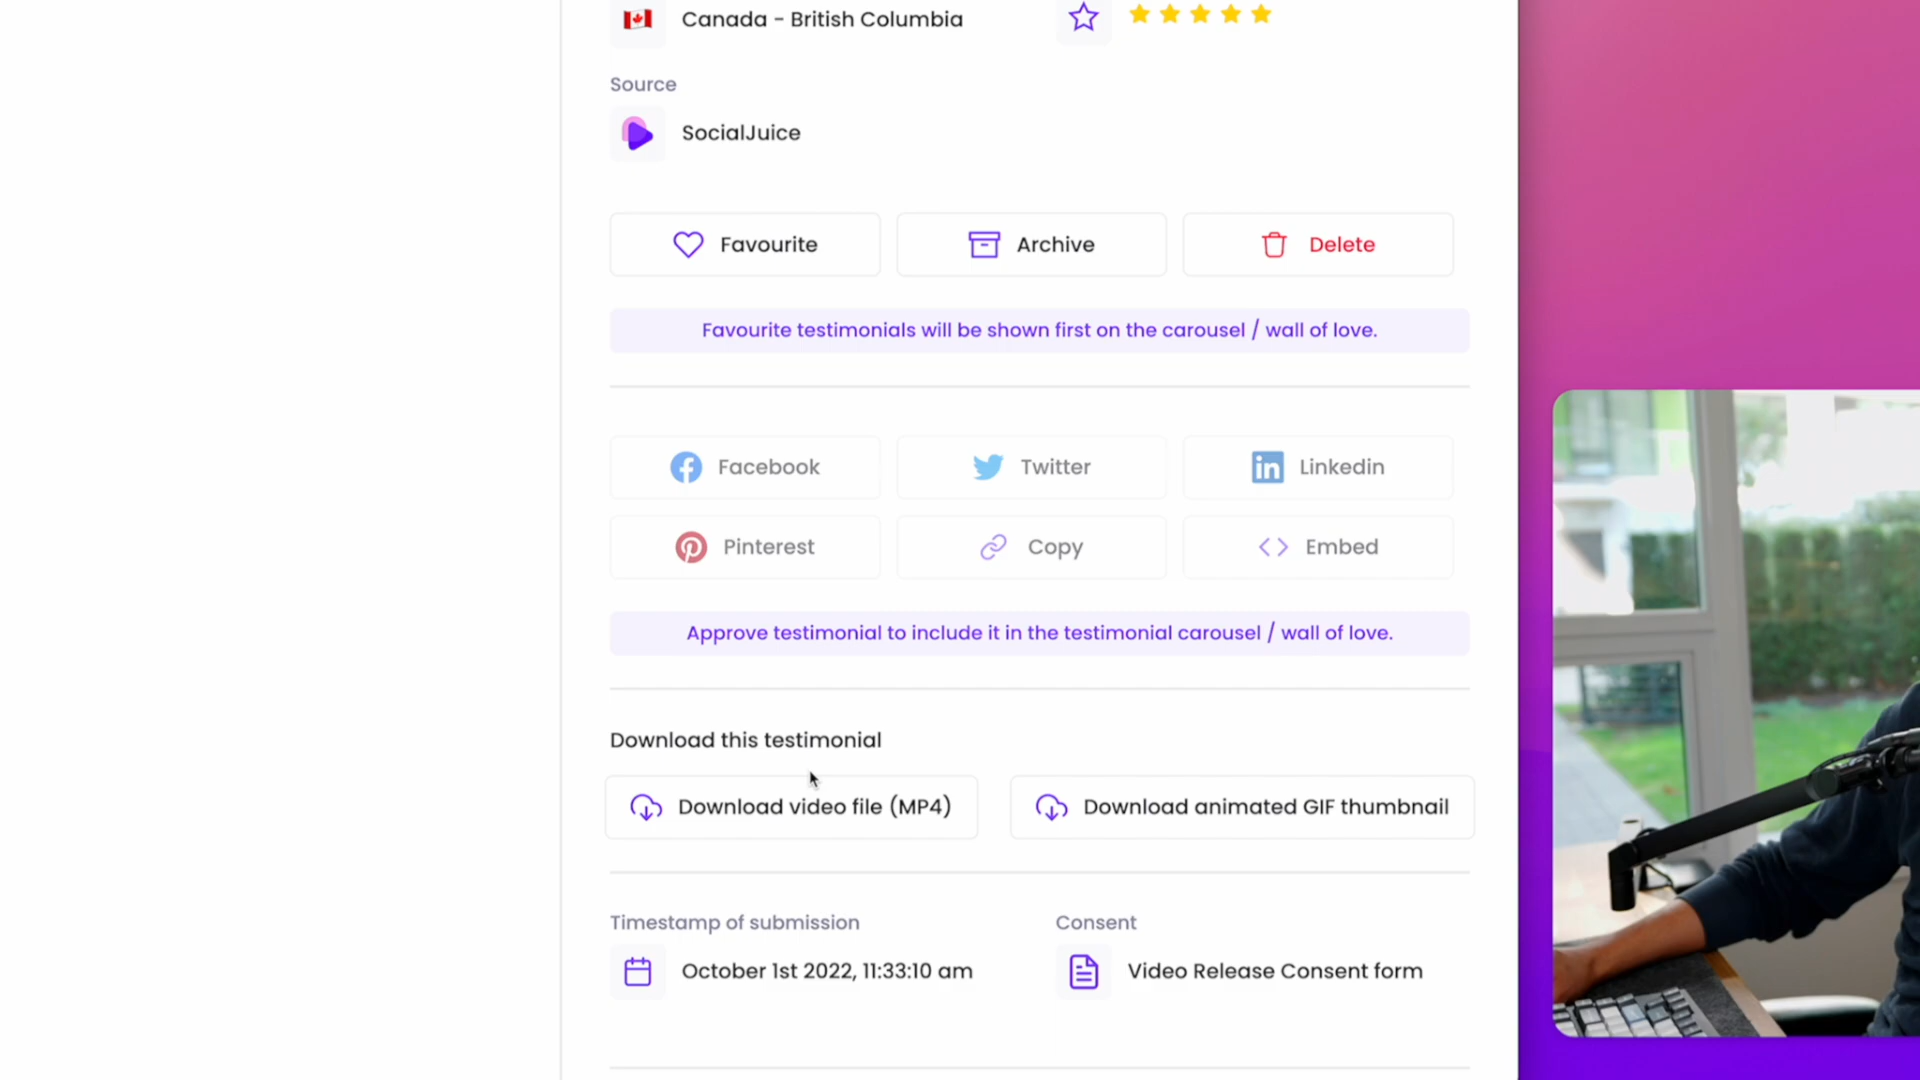 Canada - British Columbia
Source
SocialJuice
Favourite
Archive
Delete
Favourite testimonials will be shown first on the carousel / wall of love.
Facebook
Twitter
Linkedin
Pinterest
Copy
Embed
Approve testimonial to include it in the testimonial carousel / wall of love.
Download this testimonial
Download video file (MP4)
Download animated GIF thumbnail
Timestamp of submission
Consent
October 1st 2022, 11:33:10 am
Video Release Consent form